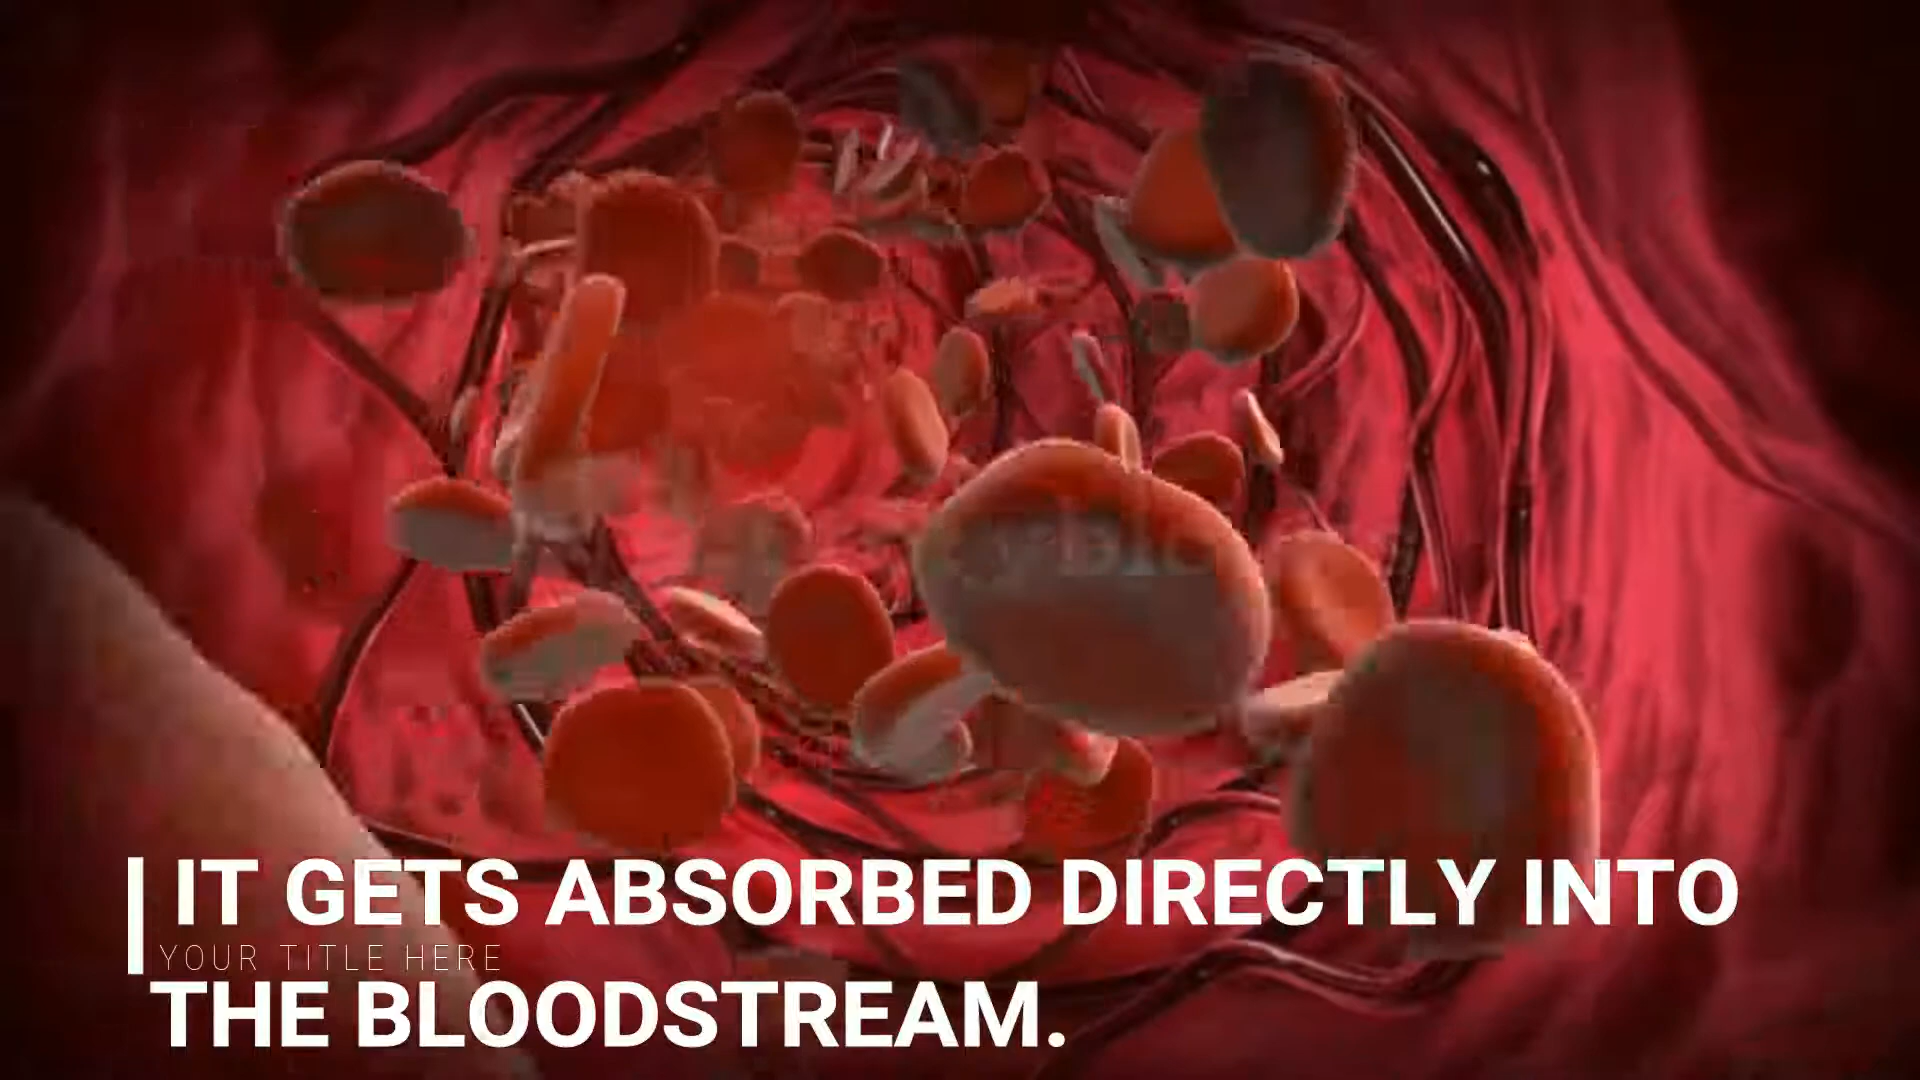 IT GETS ABSORBED DIRECTLY INTO
YOUR TITLE HERE
THE BLOODSTREAM.